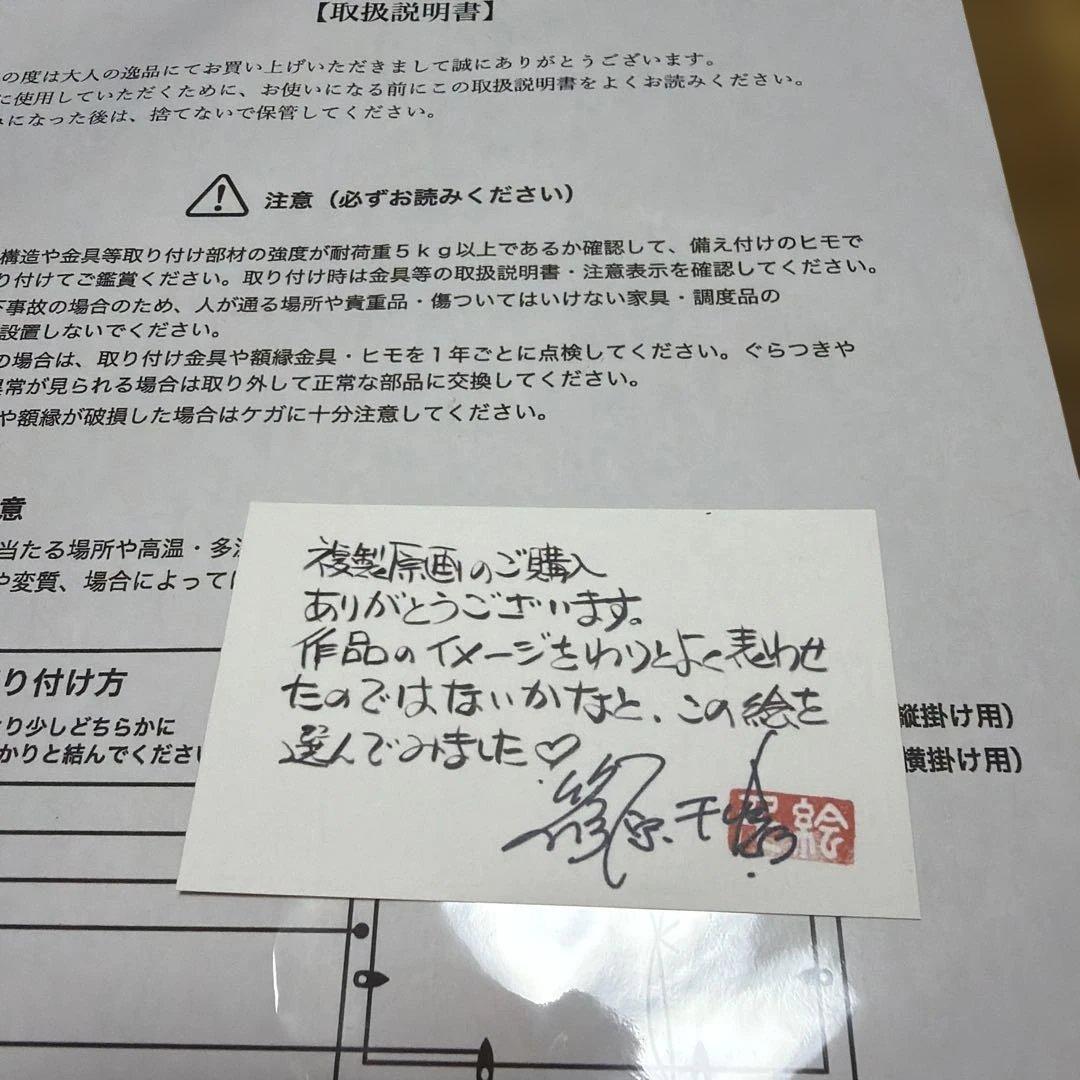 【取扱説明書】
の度は大人の逸品にてお買い上げいただきまして誠にありがとうございます。
に使用していただくために、お使いになる前にこの取扱説明書をよくお読みください。
みになった後は、捨てないで保管してください。
注意（必ずお読みください）
構造や金具等取り付け部材の強度が耐荷重５ｋｇ以上であるか確認して、備え付けのヒモで
り付けてご鑑賞ください。取り付け時は金具等の取扱説明書・注意表示を確認してください。
下事故の場合のため、人が通る場所や貴重品・傷ついてはいけない家具・調度品の
設置しないでください。
の場合は、取り付け金具や額縁金具・ヒモを１年ごとに点検してください。ぐらつきや
異常が見られる場合は取り外して正常な部品に交換してください。
や額縁が破損した場合はケガに十分注意してください。
意
当たる場所や高温・多
や変質、場合によっては
り付け方
より少しどちらかに
かりと結んでください
縦掛け用）
横掛け用）
複製原画のご購入
ありがとうございます。
作品のイメージをわりとよく表わせ
たのではないかなと、この絵を
選んでみました♡
篠原千絵
絵